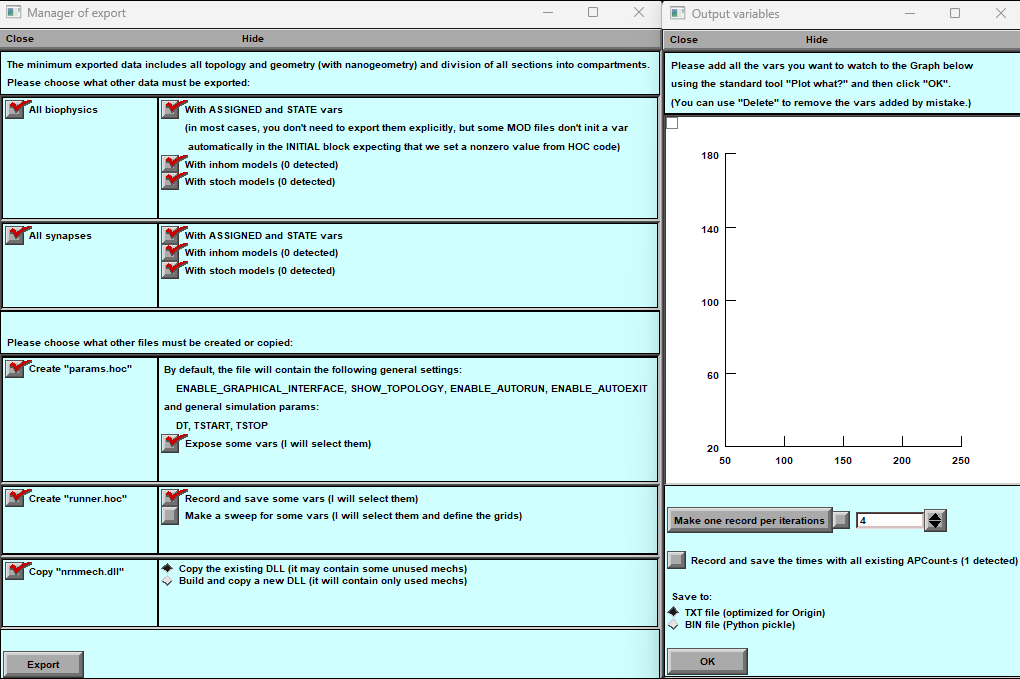 Manager of export
Close Hide
The minimum exported data includes all topology and geometry (with nanogeometry) and division of all sections into compartments.
Please choose what other data must be exported:
All biophysics
With ASSIGNED and STATE vars
(in most cases, you don't need to export them explicitly, but some MOD files don't init a var
automatically in the INITIAL block expecting that we set a nonzero value from HOC code)
With inhom models (0 detected)
With stoch models (0 detected)
All synapses
With ASSIGNED and STATE vars
With inhom models (0 detected)
With stoch models (0 detected)
Please choose what other files must be created or copied:
Create "params.hoc"
By default, the file will contain the following general settings:
ENABLE_GRAPHICAL_INTERFACE, SHOW_TOPOLOGY, ENABLE_AUTORUN, ENABLE_AUTOEXIT
and general simulation params:
DT, TSTART, TSTOP
Expose some vars (I will select them)
Create "runner.hoc"
Record and save some vars (I will select them)
Make a sweep for some vars (I will select them and define the grids)
Copy "nrnmech.dll"
Copy the existing DLL (it may contain some unused mechs)
Build and copy a new DLL (it will contain only used mechs)
Export
Output variables
Close Hide
Please add all the vars you want to watch to the Graph below
using the standard tool "Plot what?" and then click "OK".
(You can use "Delete" to remove the vars added by mistake.)
180
140
100
60
20
50 100 150 200 250
Make one record per iterations 4
Record and save the times with all existing APCount-s (1 detected)
Save to:
TXT file (optimized for Origin)
BIN file (Python pickle)
OK